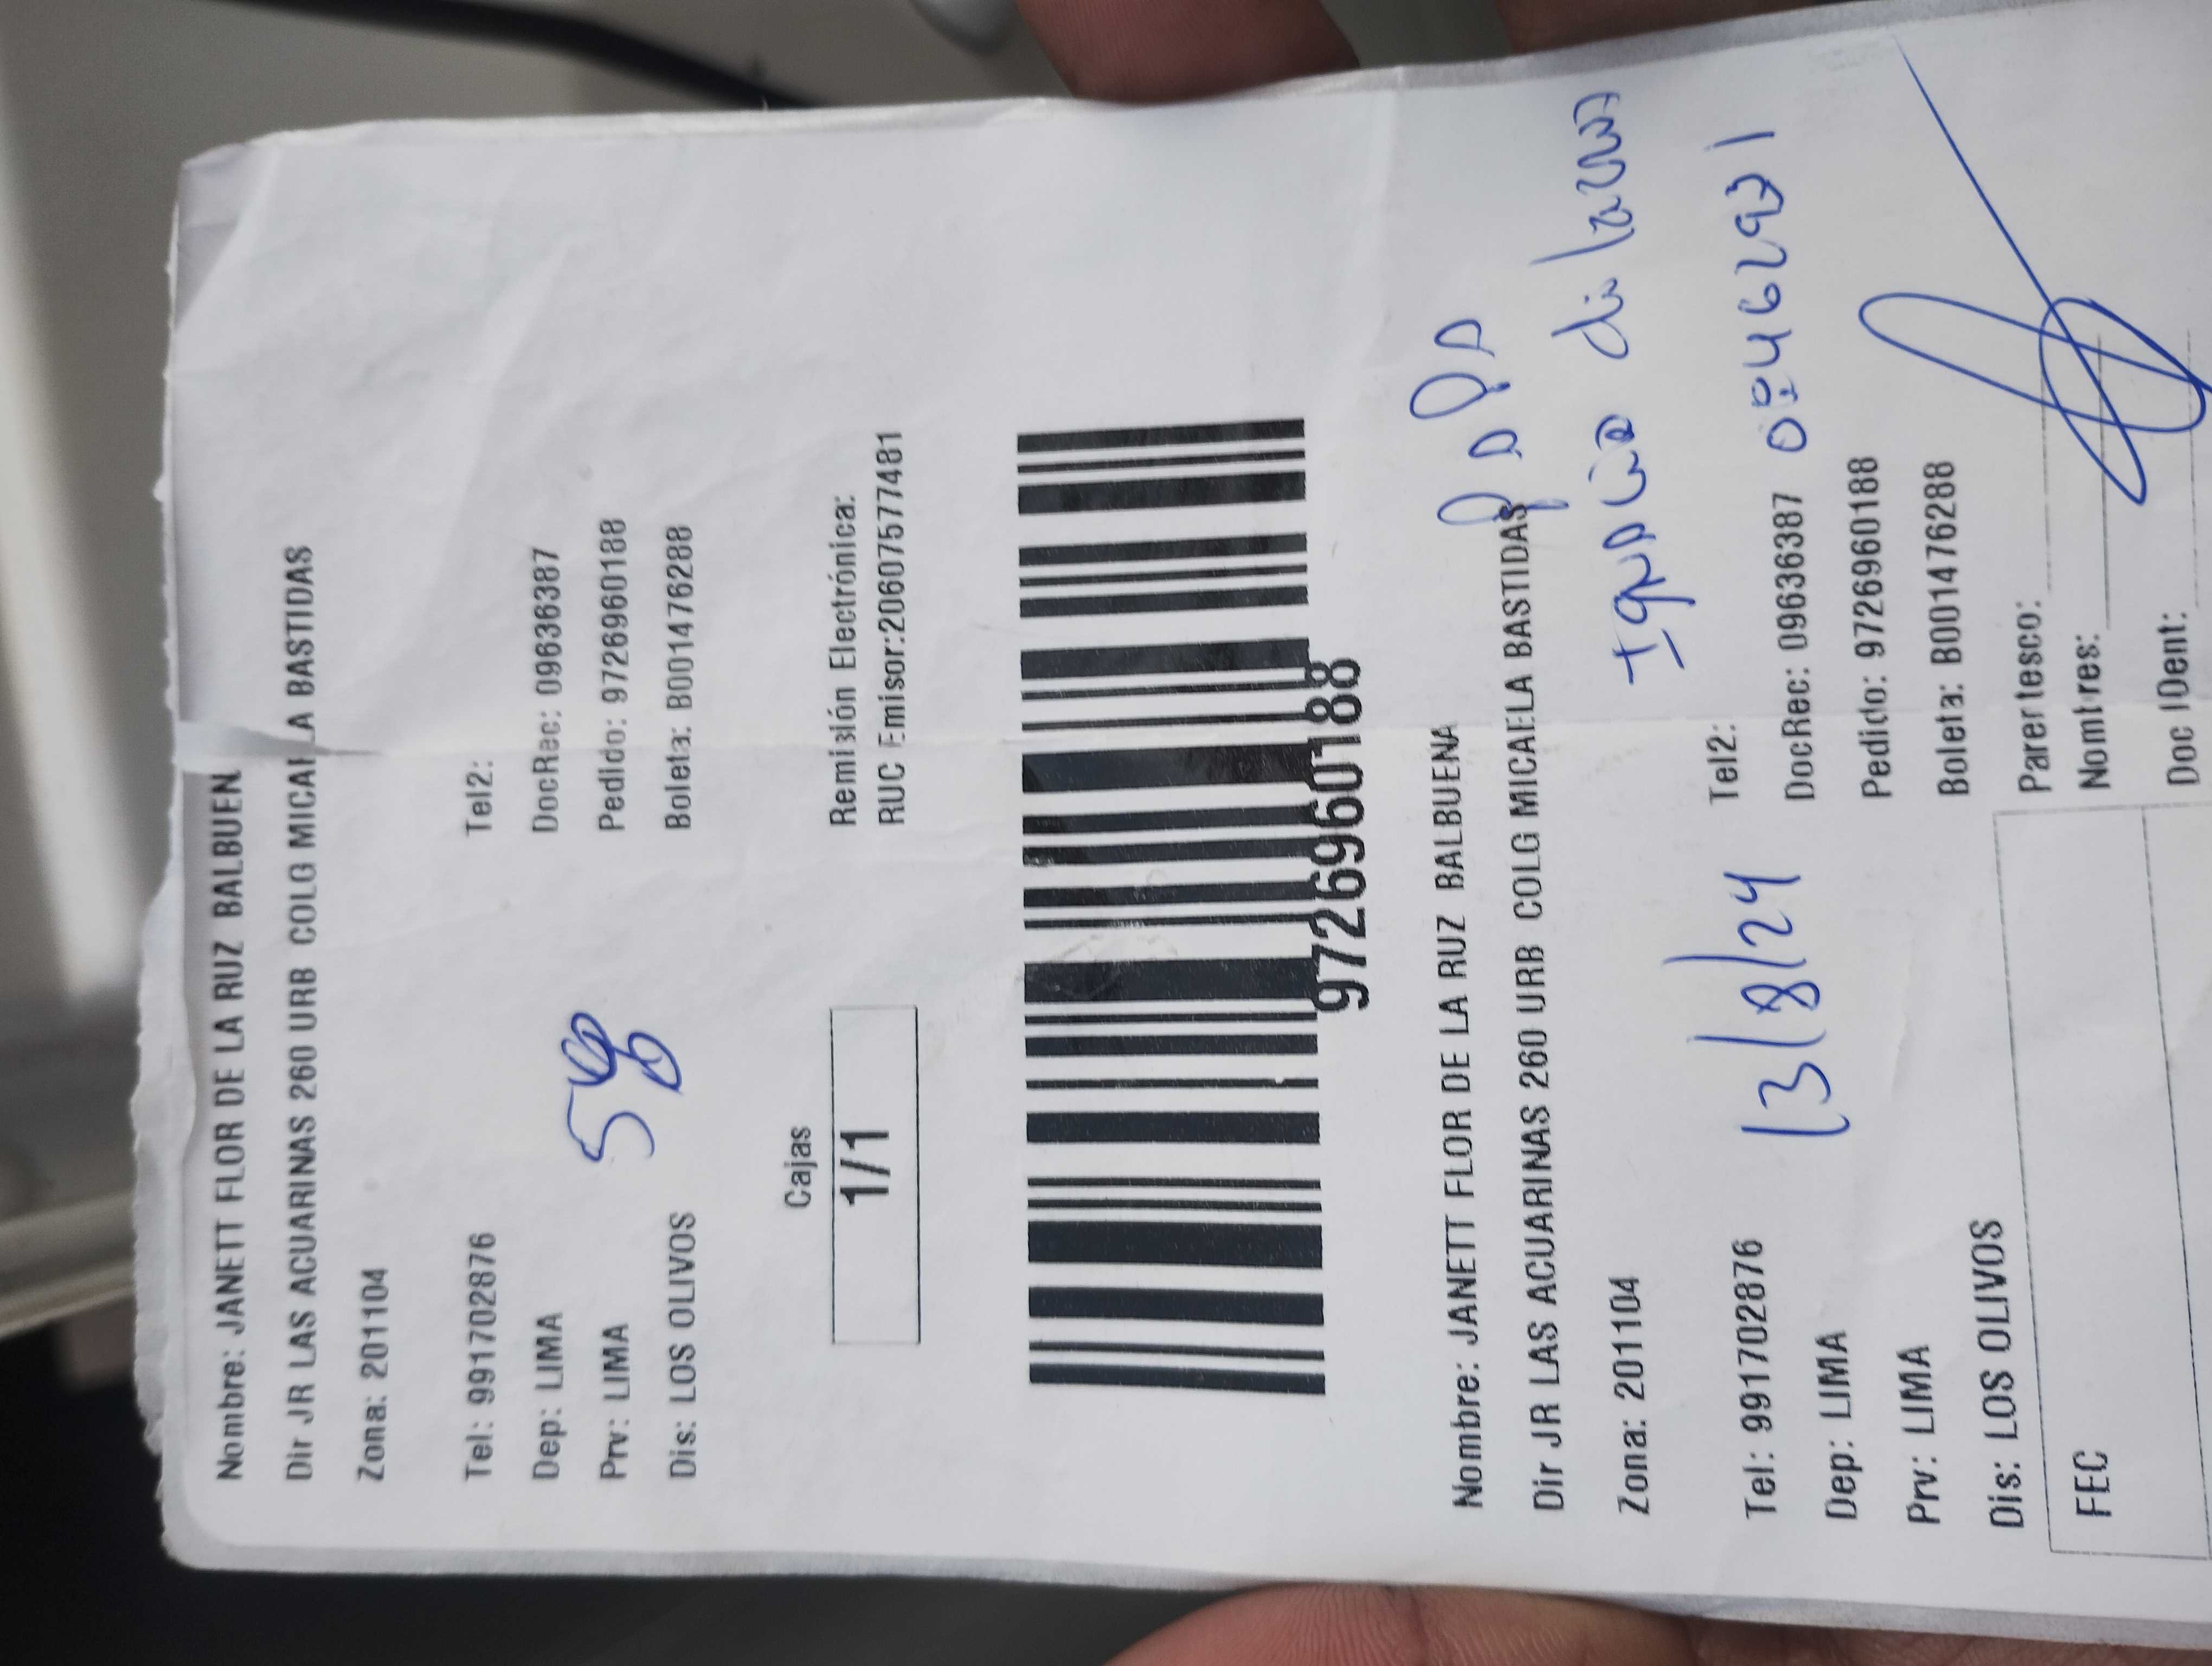 Nombre: JANETT FLOR DE LA RUZ BALBUEN
Dir JR LAS ACUARINAS 260 URB COLG MICAELA BASTIDAS
Zona: 201104
Tel: 991702876 Tel2:
Dep: LIMA DocRec: 09636387
Prv: LIMA Pedido: 9726960188
Dis: LOS OLIVOS Boleta: B001476288
Cajas
1/1
Remisión Electrónica:
RUC Emisor:20607577481
9726960188
Nombre: JANETT FLOR DE LA RUZ BALBUENA
PAPA
Dir JR LAS ACUARINAS 260 URB COLG MICAELA BASTIDAS
Zona: 201104
Ignacio
13/8/24
Tel: 991702876 Tel2:
Dep: LIMA DocRec: 09636387
Prv: LIMA Pedido: 9726960188
Dis: LOS OLIVOS Boleta: B001476288
FEC
Parentesco:
Nombres:
Doc IDent: